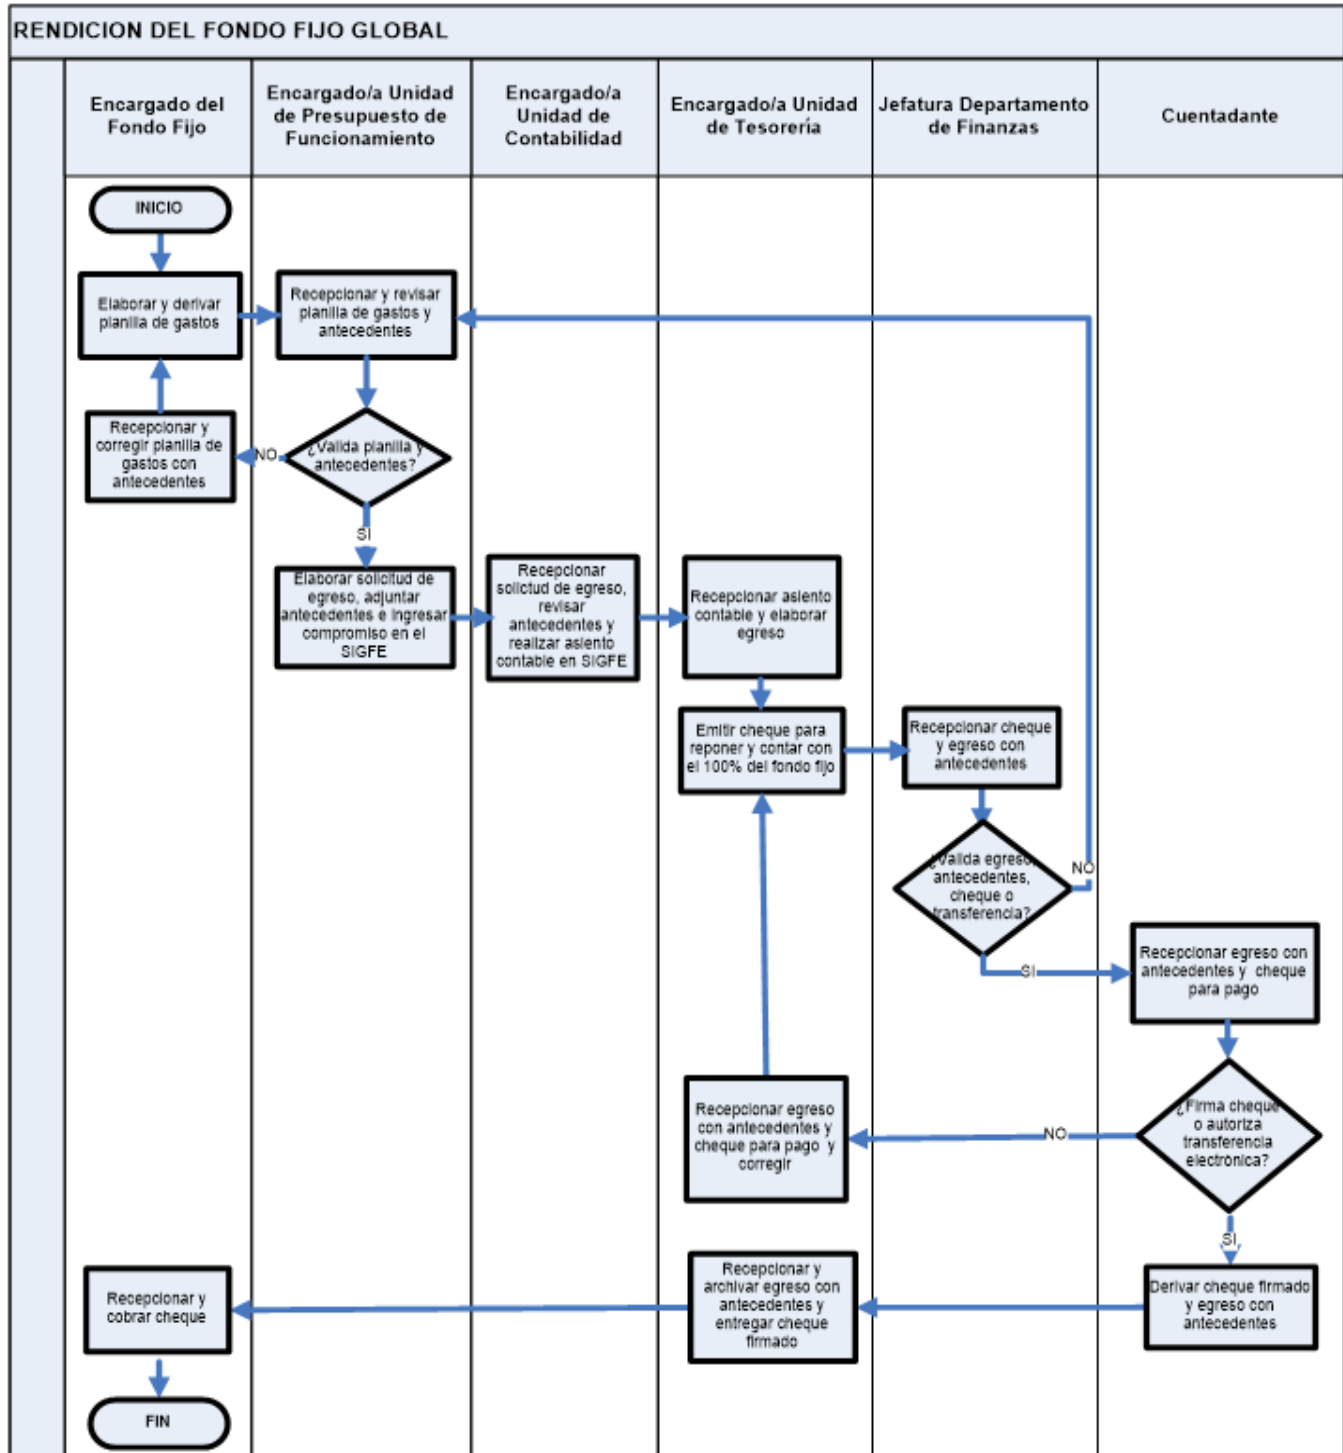 RENDICION DEL FONDO FIJO GLOBAL
Encargado del
Fondo Fijo
Encargado/a Unidad
de Presupuesto de
Funcionamiento
Encargado/a
Unidad de
Contabilidad
Encargado/a Unidad
de Tesorería
Jefatura Departamento
de Finanzas
Cuentadante
INICIO
Elaborar y derivar
planilla de gastos
Recepcionar y revisar
planilla de gastos y
antecedentes
Recepcionar y
corregir planilla de
gastos con
antecedentes
NO
¿Valida planilla y
antecedentes?
SI
Elaborar solicitud de
egreso, adjuntar
antecedentes e ingresar
compromiso en el
SIGFE
Recepcionar
solicitud de egreso,
revisar
antecedentes y
realizar asiento
contable en SIGFE
Recepcionar asiento
contable y elaborar
egreso
Emitir cheque para
reponer y contar con
el 100% del fondo fijo
Recepcionar cheque
y egreso con
antecedentes
¿Valida egreso,
antecedentes,
cheque o
transferencia?
NO
SI
Recepcionar egreso con
antecedentes y cheque
para pago
¿Firma cheque
o autoriza
transferencia
electrónica?
NO
Recepcionar egreso
con antecedentes y
cheque para pago y
corregir
SI
Derivar cheque firmado
y egreso con
antecedentes
Recepcionar y
archivar egreso con
antecedentes y
entregar cheque
firmado
Recepcionar y
cobrar cheque
FIN